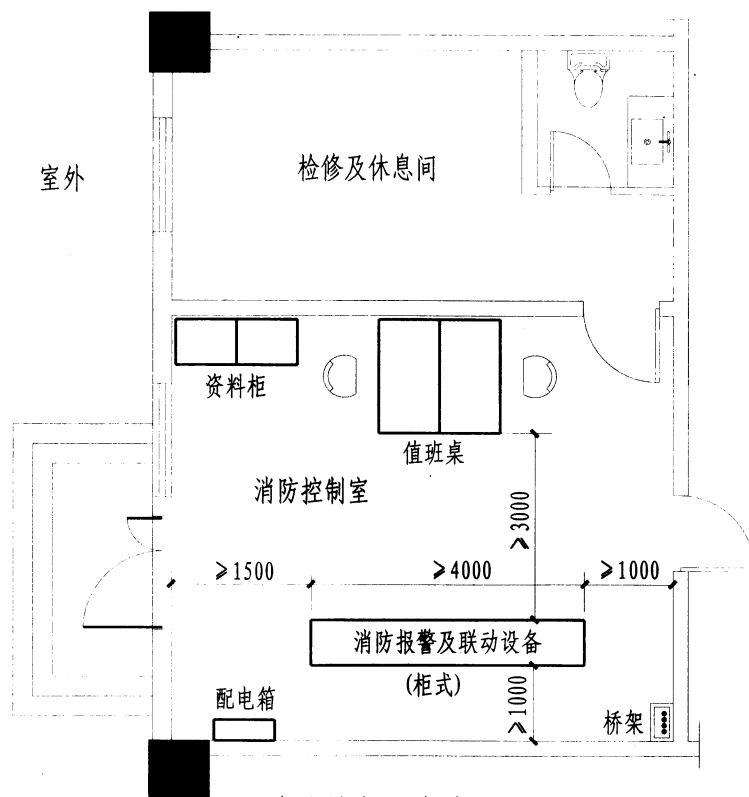 室外
检修及休息间
资料柜
值班桌
消防控制室
≥3000
≥1500
≥4000
≥1000
消防报警及联动设备
(柜式)
≥1000
配电箱
桥架